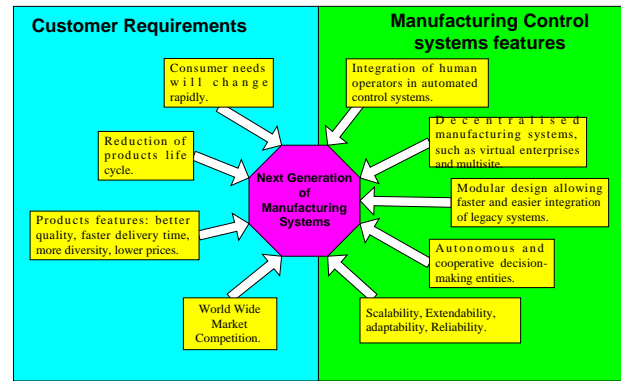 Customer Requirements
Manufacturing Control
systems features
Consumer needs
will change
rapidly.
Integration of human
operators in automated
control systems.
Reduction of
products life
cycle.
Decentralised
manufacturing systems,
such as virtual enterprises
and multisite.
Next Generation
of
Manufacturing
Systems
Modular design allowing
faster and easier integration
of legacy systems.
Products features: better
quality, faster delivery time,
more diversity, lower prices.
Autonomous and
cooperative decision-
making entities.
World Wide
Market
Competition.
Scalability, Extendability,
adaptability, Reliability.